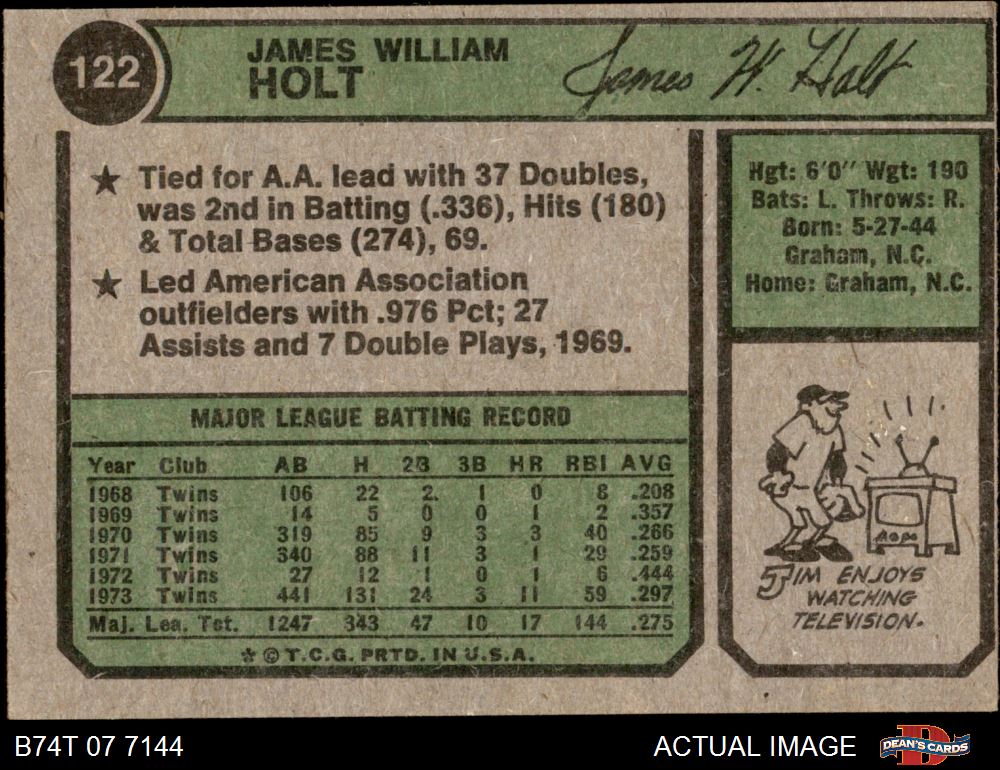 122
JAMES WILLIAM
HOLT
James W. Holt
★ Tied for A.A. lead with 37 Doubles,
was 2nd in Batting (.336), Hits (180)
& Total Bases (274), 69.
★ Led American Association
outfielders with .976 Pct; 27
Assists and 7 Double Plays, 1969.
Hgt: 6'0'' Wgt: 190
Bats: L. Throws: R.
Born: 5-27-44
Graham, N.C.
Home: Graham, N.C.
MAJOR LEAGUE BATTING RECORD
Year Club AB H 2B 3B HR RBI AVG
1968 Twins 106 22 2 1 0 8 .208
1969 Twins 14 5 0 0 1 2 .357
1970 Twins 319 85 9 3 3 40 .266
1971 Twins 340 88 11 3 1 29 .259
1972 Twins 27 12 1 0 1 6 .444
1973 Twins 441 131 24 3 11 59 .297
Maj. Lea. Tot. 1247 343 47 10 17 144 .275
★ © T.C.G. PRTD. IN U.S.A.
JIM ENJOYS
WATCHING
TELEVISION.
B74T 07 7144
ACTUAL IMAGE
DEAN'S CARDS